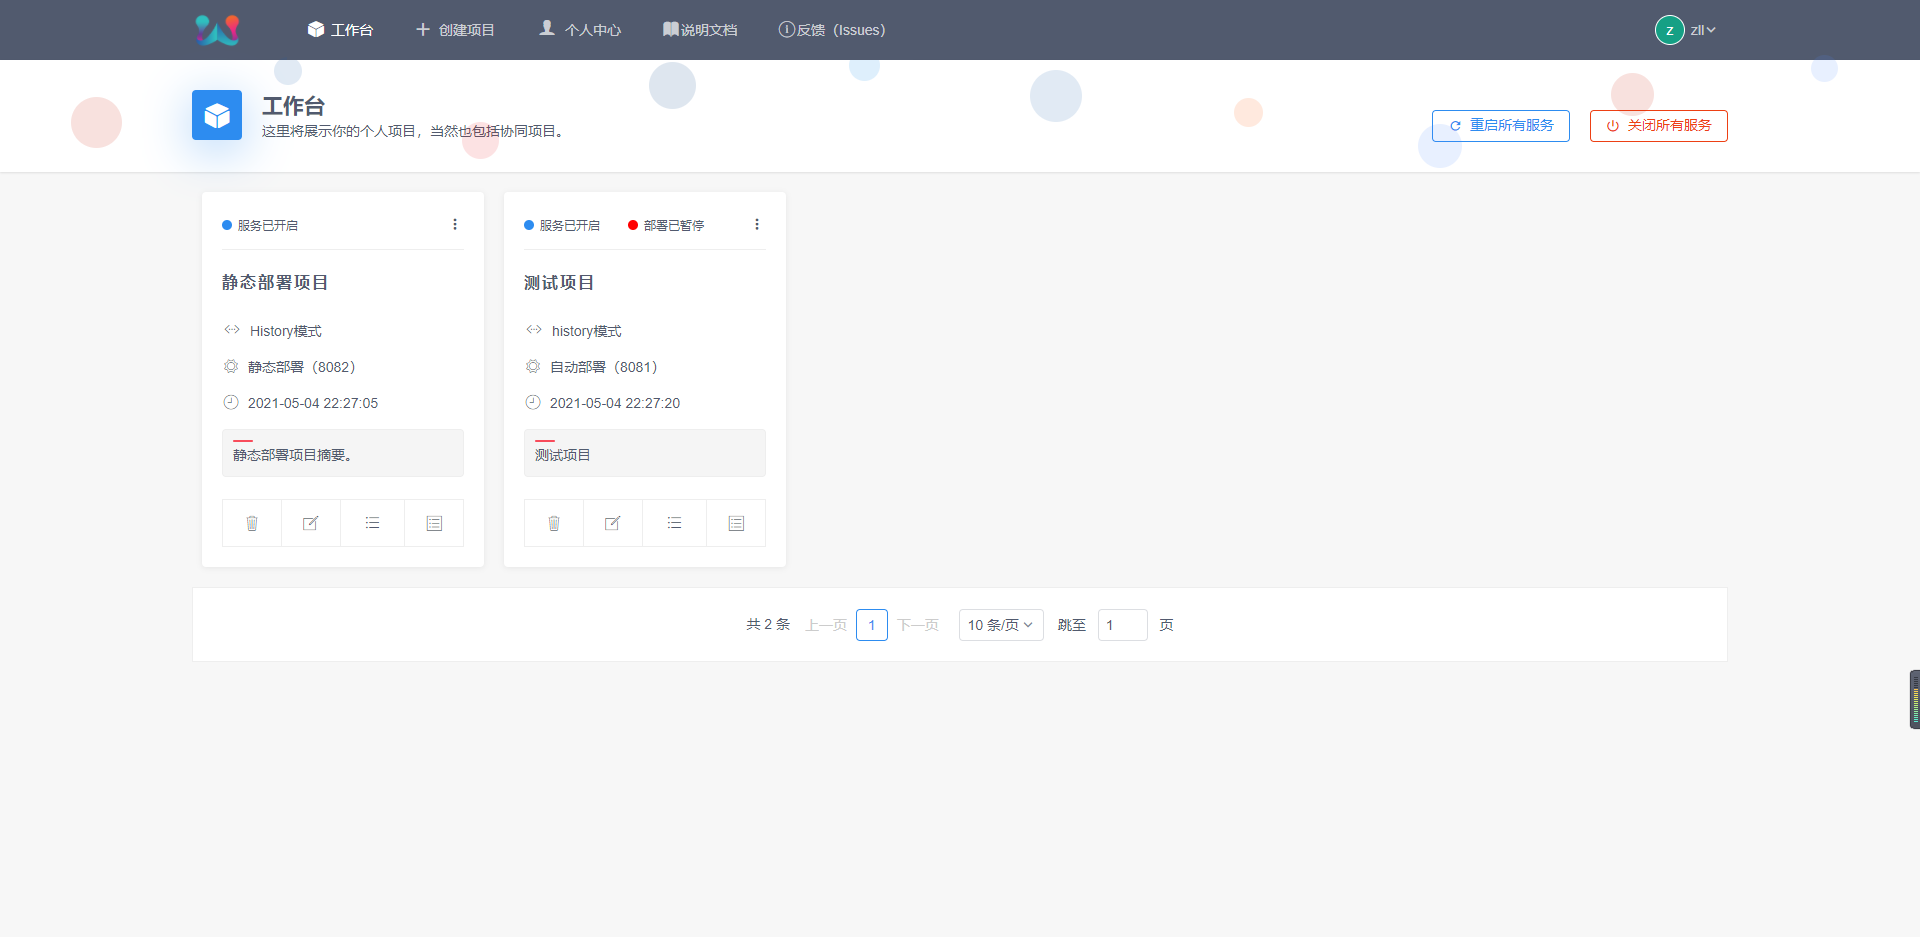 工作台
创建项目
个人中心
说明文档
反馈（Issues）
z
zll
工作台
这里将展示你的个人项目，当然也包括协同项目。
重启所有服务
关闭所有服务
服务已开启
静态部署项目
History模式
静态部署（8082）
2021-05-04 22:27:05
静态部署项目摘要。
服务已开启
部署已暂停
测试项目
history模式
自动部署（8081）
2021-05-04 22:27:20
测试项目
共 2 条
上一页
1
下一页
10 条/页
跳至
1
页